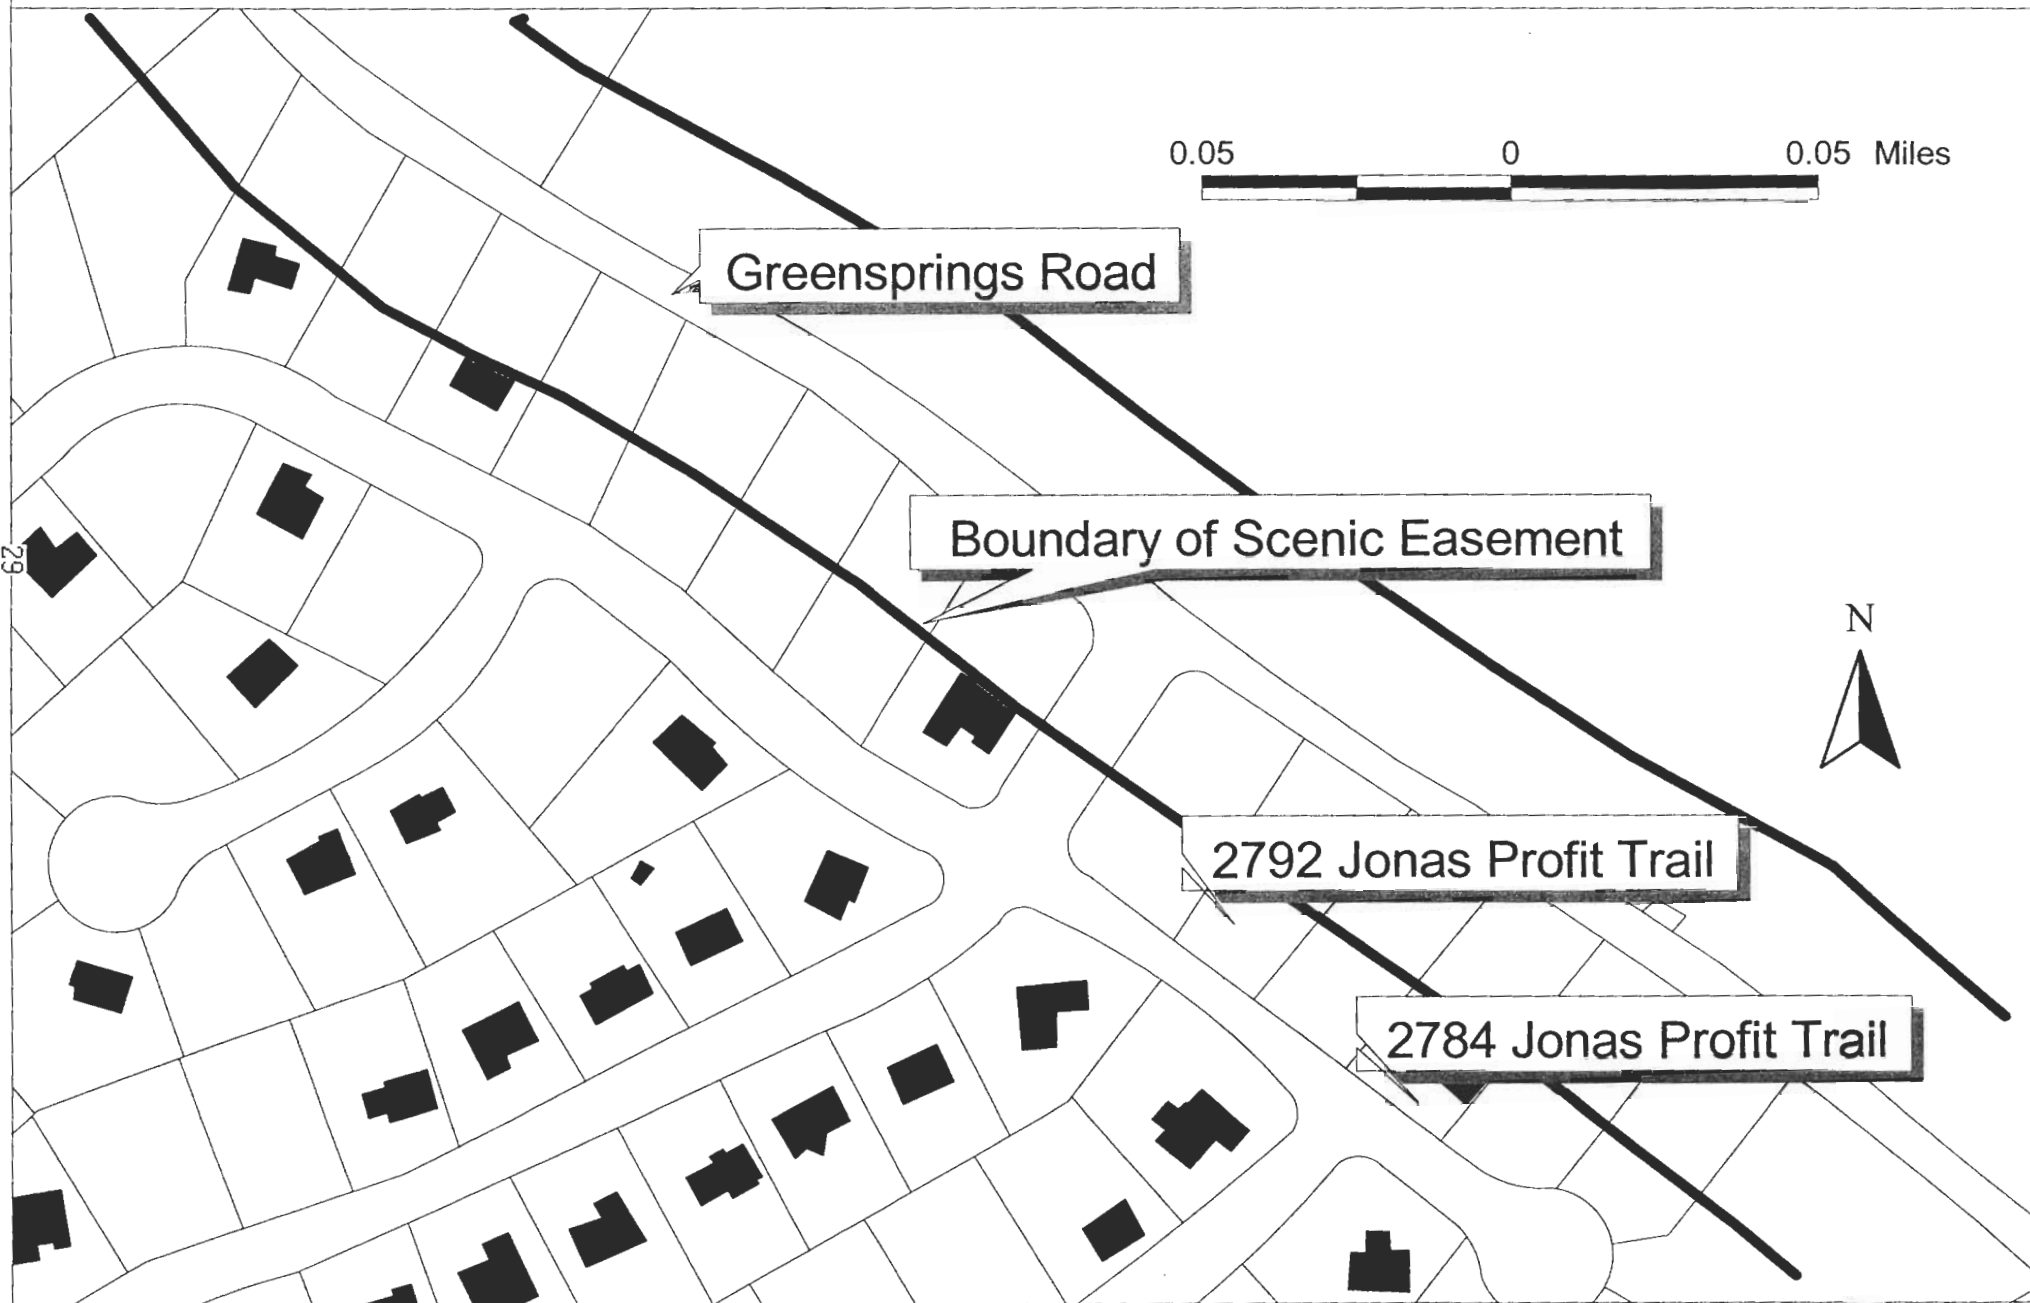 0.05 0 0.05 Miles
Greensprings Road
Boundary of Scenic Easement
29
N
2792 Jonas Profit Trail
2784 Jonas Profit Trail